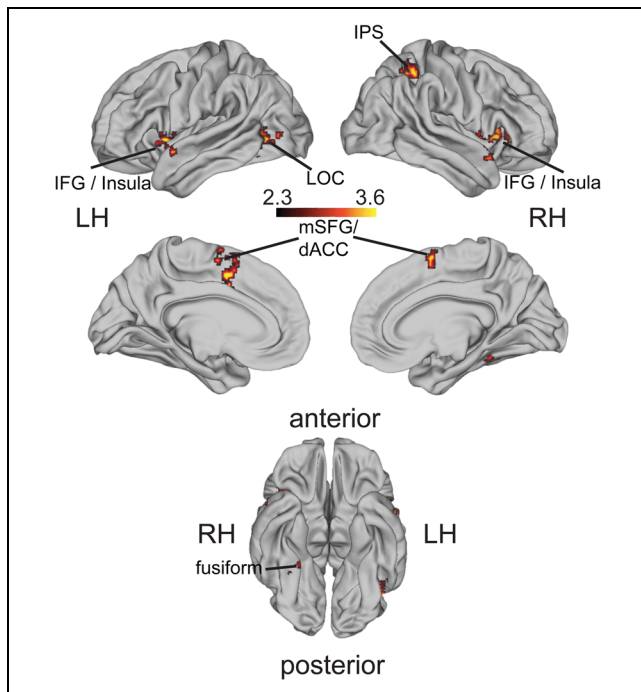 IPS
IFG / Insula
LOC
IFG / Insula
LH
2.3 3.6
RH
mSFG/
dACC
anterior
RH
LH
fusiform
posterior